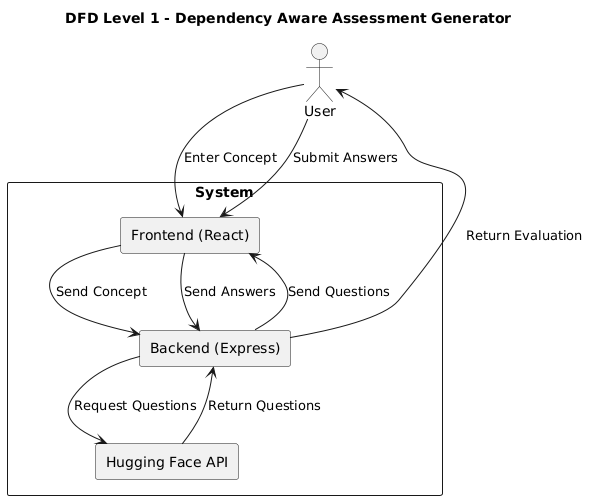 DFD Level 1 - Dependency Aware Assessment Generator
User
Enter Concept
Submit Answers
System
Frontend (React)
Return Evaluation
Send Concept
Send Answers
Send Questions
Backend (Express)
Request Questions
Return Questions
Hugging Face API